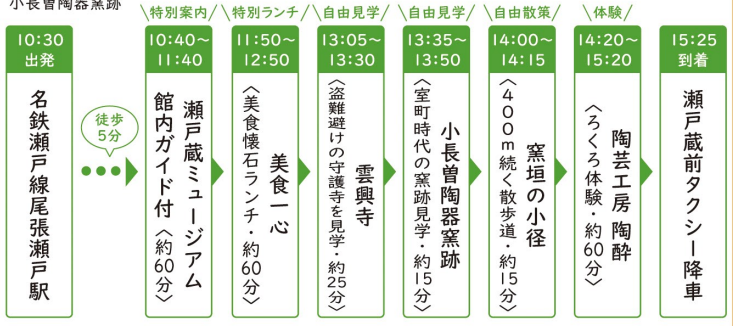 小長曽陶器窯跡
10:30
出発
名鉄瀬戸線尾張瀬戸駅
徒歩
5分
特別案内
10:40〜
11:40
瀬戸蔵ミュージアム
館内ガイド付〈約60分〉
特別ランチ
11:50〜
12:50
美食一心
〈美食懐石ランチ・約60分〉
自由見学
13:05〜
13:30
雲興寺
〈盗難避けの守護寺を見学・約25分〉
自由見学
13:35〜
13:50
小長曽陶器窯跡
〈室町時代の窯跡見学・約15分〉
自由散策
14:00〜
14:15
窯垣の小径
〈400m続く散歩道・約15分〉
体験
14:20〜
15:20
陶芸工房 陶酔
〈ろくろ体験・約60分〉
15:25
到着
瀬戸蔵前タクシー降車